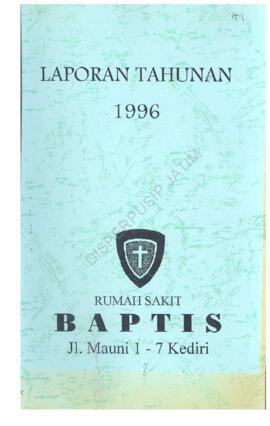 LAPORAN TAHUNAN
1996
DISPERPUSIP JATIM
RUMAH SAKIT
BAPTIS
Jl. Mauni 1 - 7 Kediri